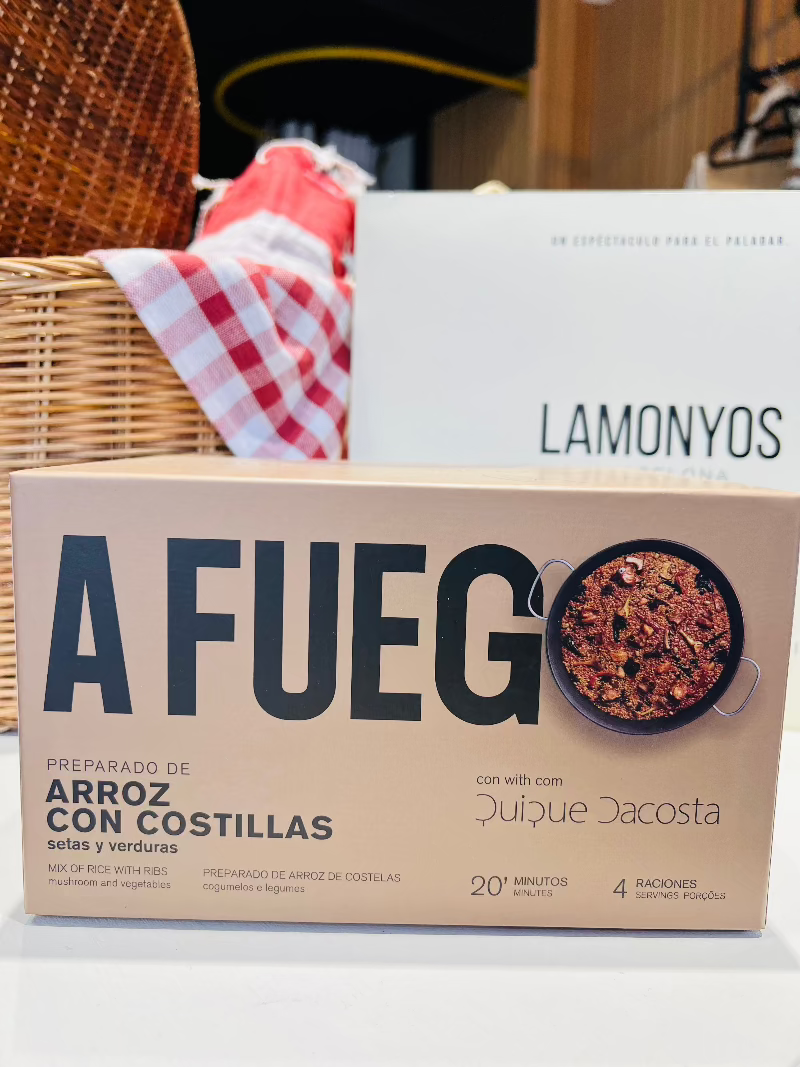 UN ESPÉCTACULO PARA EL PALADAR.
LAMONYOS
A FUEG
PREPARADO DE
ARROZ
CON COSTILLAS
setas y verduras
MIX OF RICE WITH RIBS
mushroom and vegetables
PREPARADO DE ARROZ DE COSTELAS
cogumelos e legumes
con with com
Quique Dacosta
20' MINUTOS
MINUTES
4 RACIONES
SERVINGS PORÇÕES